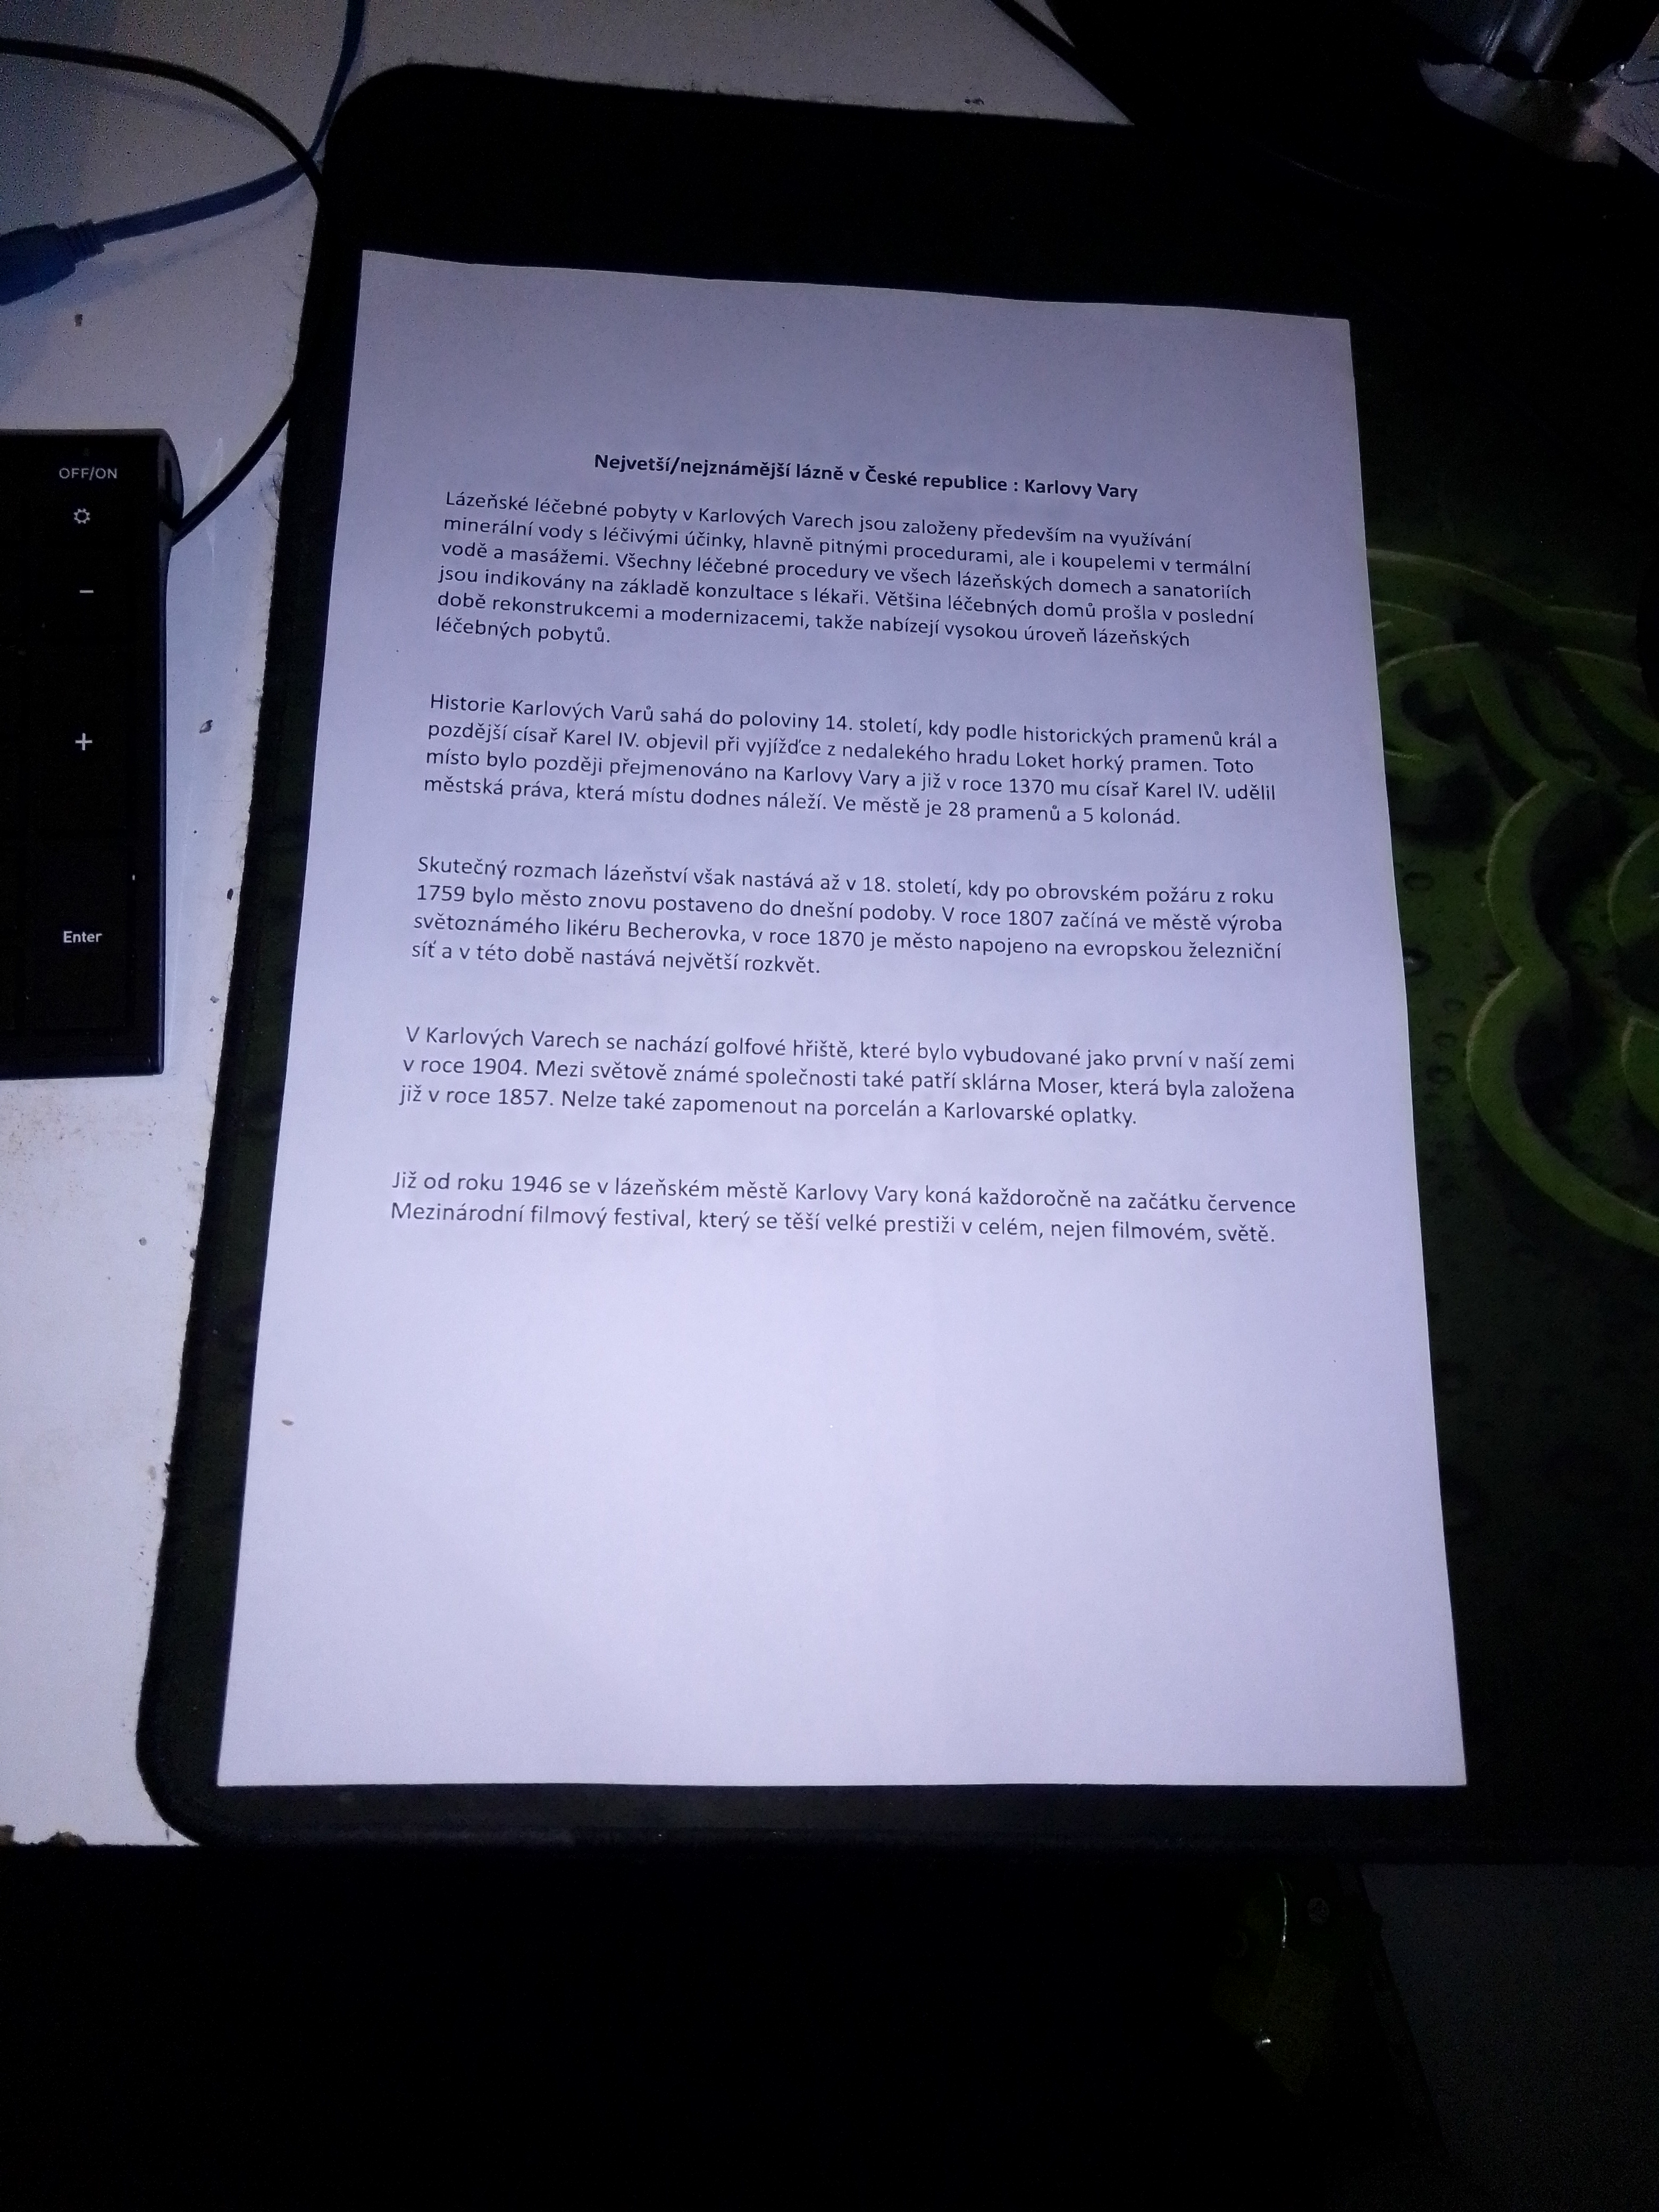 OFF/ON
−
+
Enter
Nejvetší/nejznámější lázně v České republice : Karlovy Vary
Lázeňské léčebné pobyty v Karlových Varech jsou založeny především na využívání
minerální vody s léčivými účinky, hlavně pitnými procedurami, ale i koupelemi v termální
vodě a masážemi. Všechny léčebné procedury ve všech lázeňských domech a sanatoriích
jsou indikovány na základě konzultace s lékaři. Většina léčebných domů prošla v poslední
době rekonstrukcemi a modernizacemi, takže nabízejí vysokou úroveň lázeňských
léčebných pobytů.
Historie Karlových Varů sahá do poloviny 14. století, kdy podle historických pramenů král a
pozdější císař Karel IV. objevil při vyjížďce z nedalekého hradu Loket horký pramen. Toto
místo bylo později přejmenováno na Karlovy Vary a již v roce 1370 mu císař Karel IV. udělil
městská práva, která místu dodnes náleží. Ve městě je 28 pramenů a 5 kolonád.
Skutečný rozmach lázeňství však nastává až v 18. století, kdy po obrovském požáru z roku
1759 bylo město znovu postaveno do dnešní podoby. V roce 1807 začíná ve městě výroba
světoznámého likéru Becherovka, v roce 1870 je město napojeno na evropskou železniční
síť a v této době nastává největší rozkvět.
V Karlových Varech se nachází golfové hřiště, které bylo vybudované jako první v naší zemi
v roce 1904. Mezi světově známé společnosti také patří sklárna Moser, která byla založena
již v roce 1857. Nelze také zapomenout na porcelán a Karlovarské oplatky.
Již od roku 1946 se v lázeňském městě Karlovy Vary koná každoročně na začátku července
Mezinárodní filmový festival, který se těší velké prestiži v celém, nejen filmovém, světě.